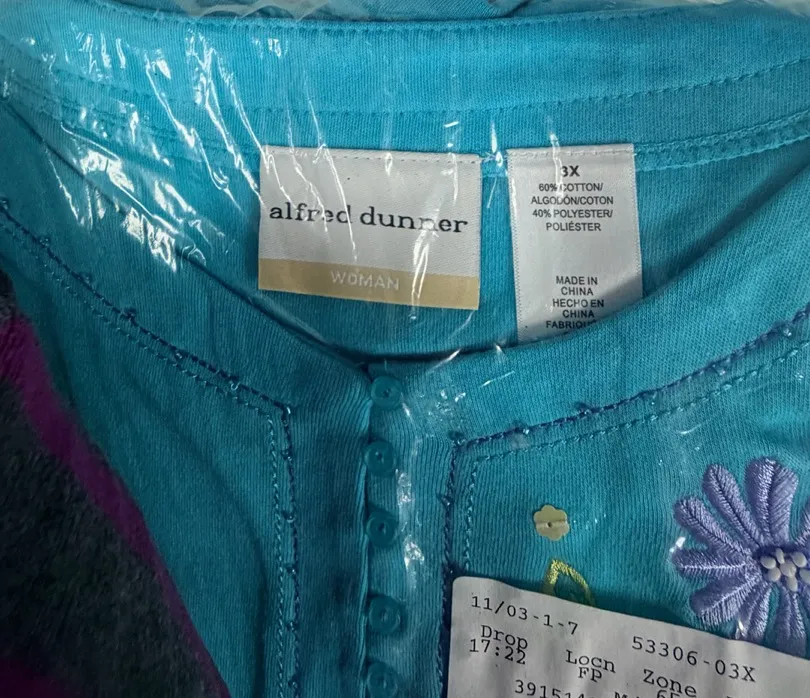 alfred dunner
WOMAN
3X
60% COTTON/
ALGODÓN/COTON
40% POLYESTER/
POLIÉSTER
MADE IN
CHINA
HECHO EN
CHINA
11/03-1-7 53306-03X
Drop Locn Zone
17:22 FP